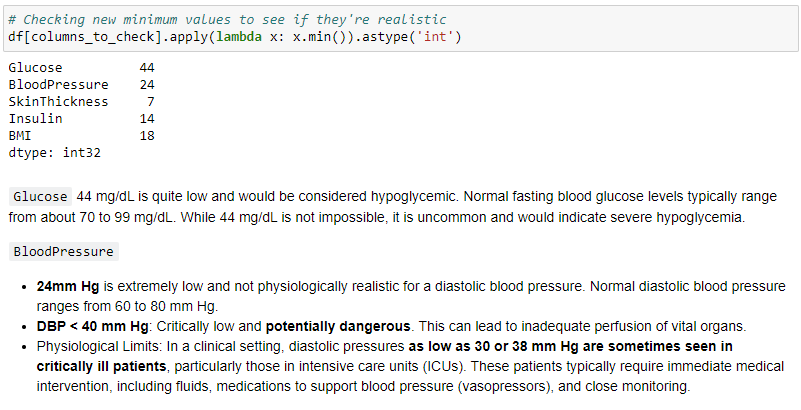 # Checking new minimum values to see if they're realistic
df[columns_to_check].apply(lambda x: x.min()).astype('int')
Glucose 44
BloodPressure 24
SkinThickness 7
Insulin 14
BMI 18
dtype: int32
Glucose 44 mg/dL is quite low and would be considered hypoglycemic. Normal fasting blood glucose levels typically range
from about 70 to 99 mg/dL. While 44 mg/dL is not impossible, it is uncommon and would indicate severe hypoglycemia.
BloodPressure
• 24mm Hg is extremely low and not physiologically realistic for a diastolic blood pressure. Normal diastolic blood pressure
ranges from 60 to 80 mm Hg.
• DBP < 40 mm Hg: Critically low and potentially dangerous. This can lead to inadequate perfusion of vital organs.
• Physiological Limits: In a clinical setting, diastolic pressures as low as 30 or 38 mm Hg are sometimes seen in
critically ill patients, particularly those in intensive care units (ICUs). These patients typically require immediate medical
intervention, including fluids, medications to support blood pressure (vasopressors), and close monitoring.